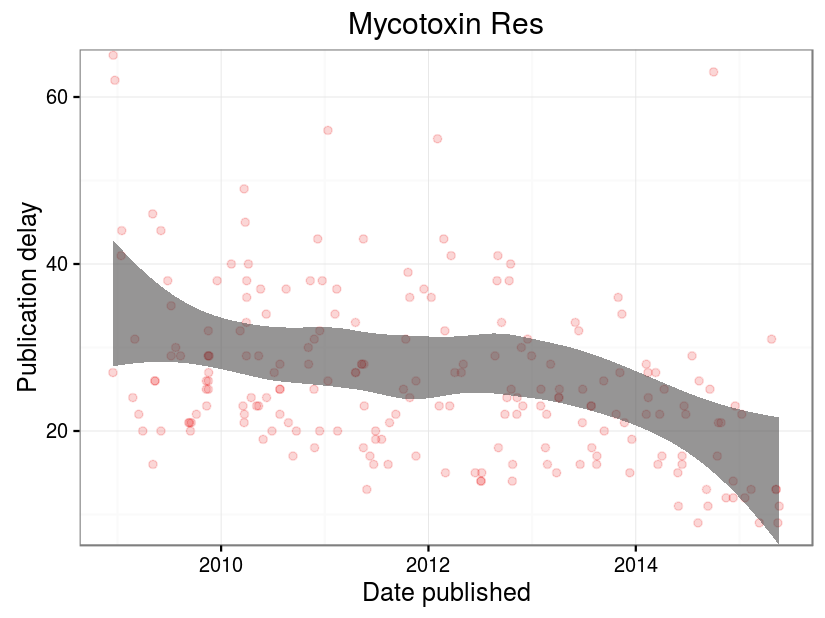 Mycotoxin Res
60
40
20
Publication delay
2010 2012 2014
Date published